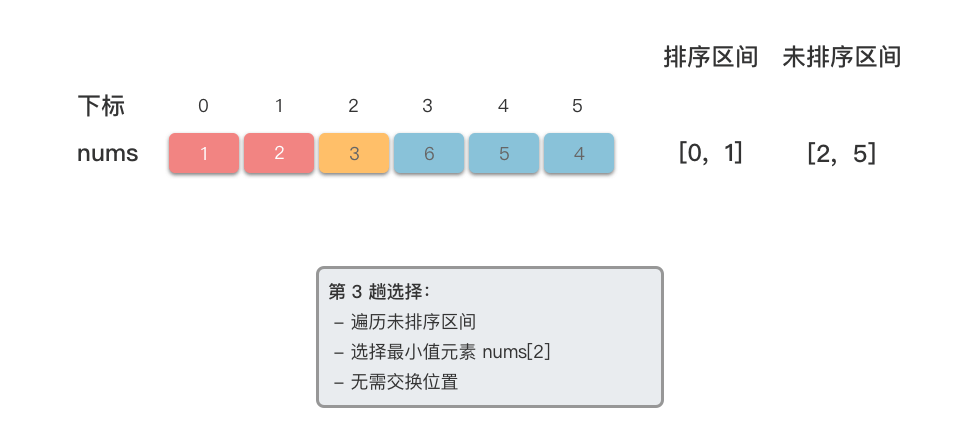 排序区间 未排序区间
下标 0 1 2 3 4 5
nums 1 2 3 6 5 4 [0, 1] [2, 5]
第 3 趟选择：
– 遍历未排序区间
– 选择最小值元素 nums[2]
– 无需交换位置